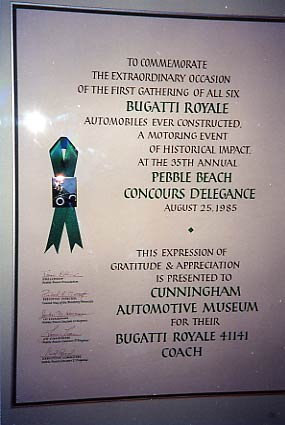 TO COMMEMORATE
THE EXTRAORDINARY OCCASION
OF THE FIRST GATHERING OF ALL SIX
BUGATTI ROYALE
AUTOMOBILES EVER CONSTRUCTED,
A MOTORING EVENT
OF HISTORICAL IMPACT,
AT THE 35TH ANNUAL
PEBBLE BEACH
CONCOURS D'ELEGANCE
AUGUST 25, 1985
THIS EXPRESSION OF
GRATITUDE & APPRECIATION
IS PRESENTED TO
CUNNINGHAM
AUTOMOTIVE MUSEUM
FOR THEIR
BUGATTI ROYALE 41141
COACH